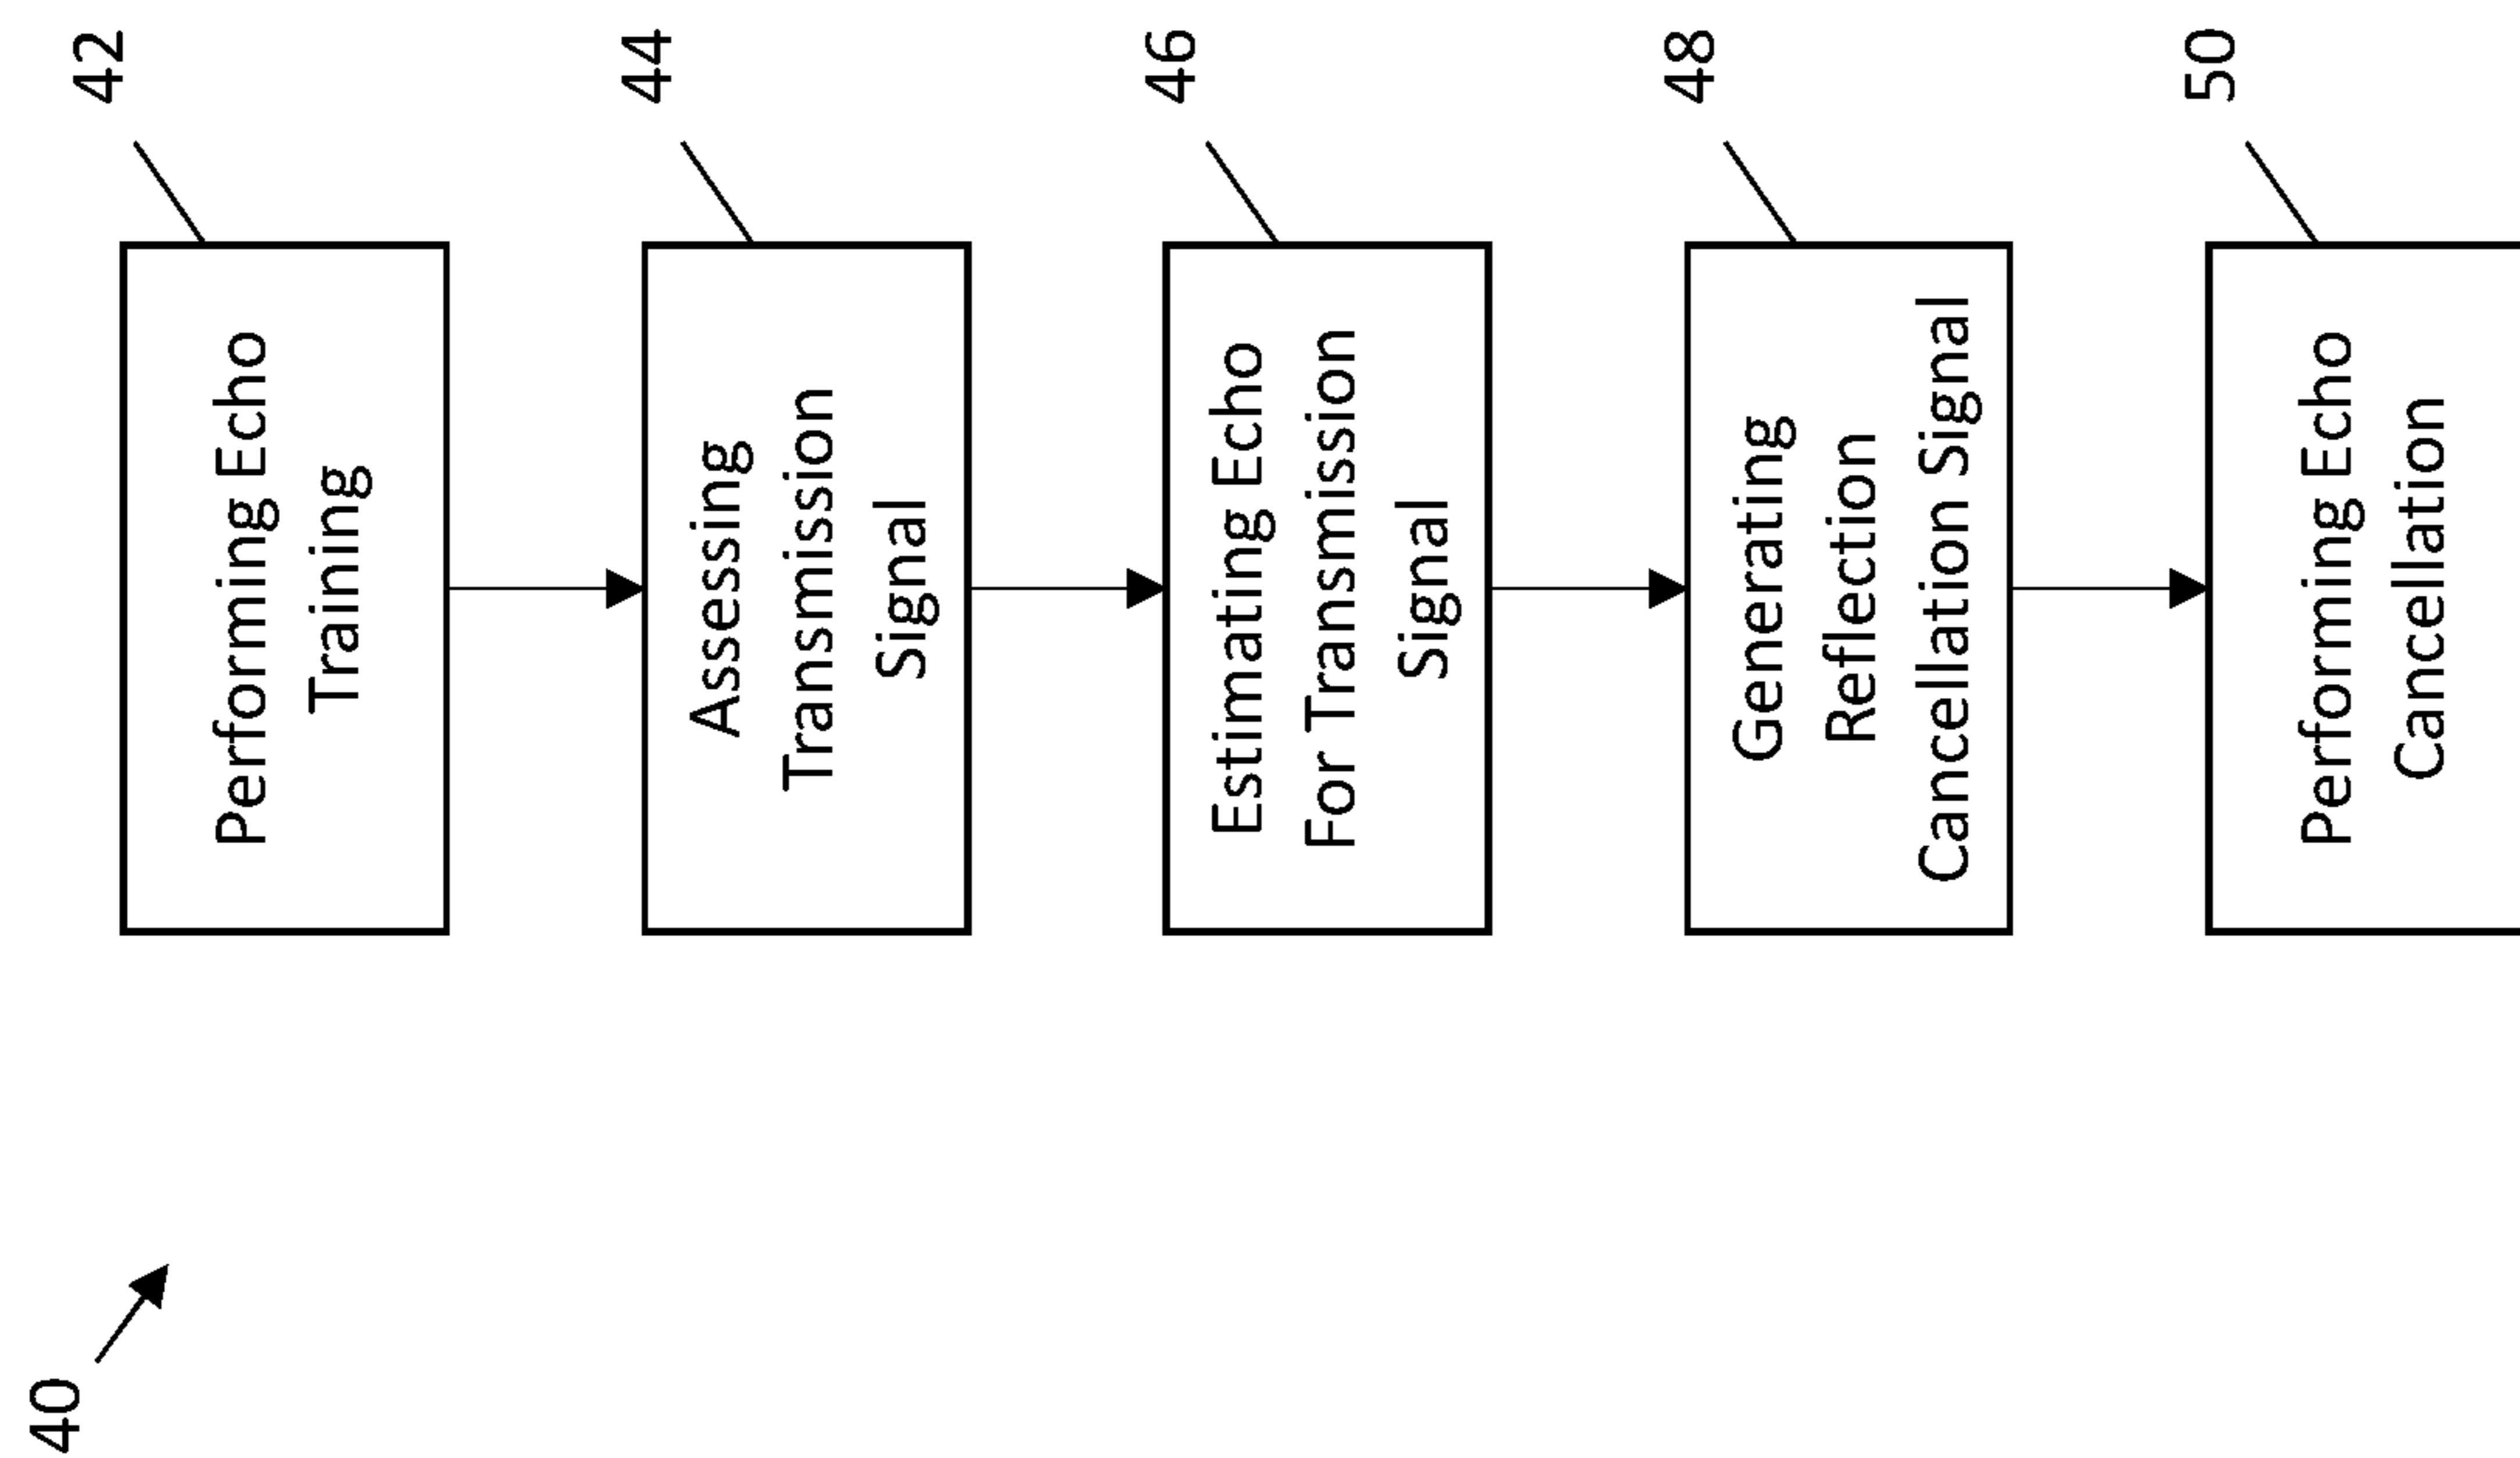 40
42
Performing Echo
Training
44
Assessing
Transmission
Signal
46
Estimating Echo
For Transmission
Signal
48
Generating
Reflection
Cancellation Signal
50
Performing Echo
Cancellation